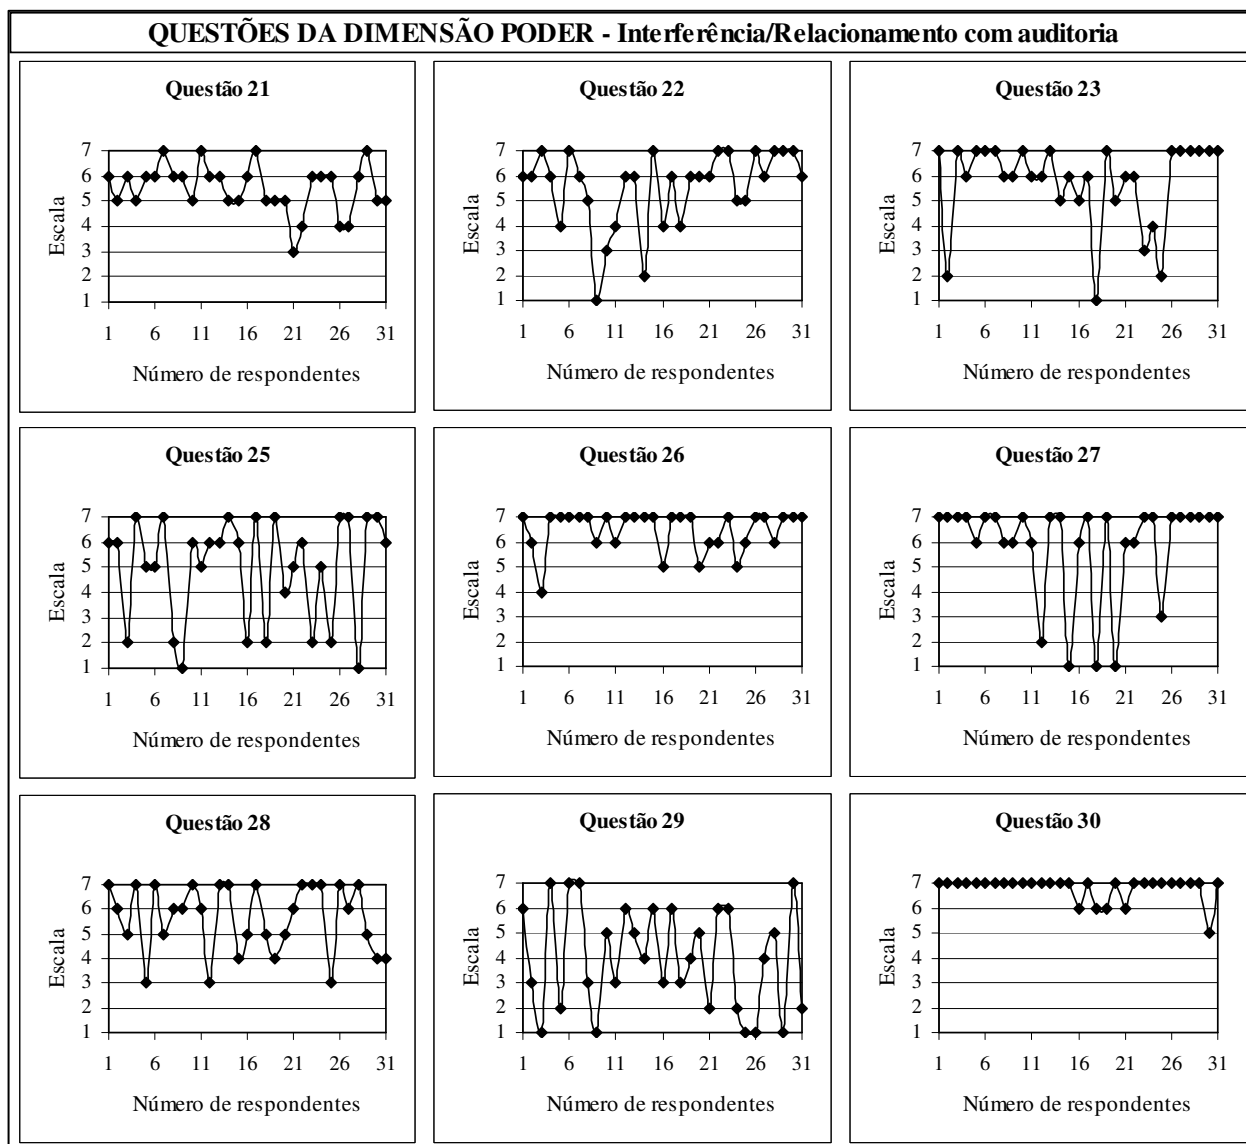 QUESTÕES DA DIMENSÃO PODER - Interferência/Relacionamento com auditoria
Questão 21
7
6
5
4
3
2
1
Escala
1 6 11 16 21 26 31
Número de respondentes
Questão 22
7
6
5
4
3
2
1
Escala
1 6 11 16 21 26 31
Número de respondentes
Questão 23
7
6
5
4
3
2
1
Escala
1 6 11 16 21 26 31
Número de respondentes
Questão 25
7
6
5
4
3
2
1
Escala
1 6 11 16 21 26 31
Número de respondentes
Questão 26
7
6
5
4
3
2
1
Escala
1 6 11 16 21 26 31
Número de respondentes
Questão 27
7
6
5
4
3
2
1
Escala
1 6 11 16 21 26 31
Número de respondentes
Questão 28
7
6
5
4
3
2
1
Escala
1 6 11 16 21 26 31
Número de respondentes
Questão 29
7
6
5
4
3
2
1
Escala
1 6 11 16 21 26 31
Número de respondentes
Questão 30
7
6
5
4
3
2
1
Escala
1 6 11 16 21 26 31
Número de respondentes